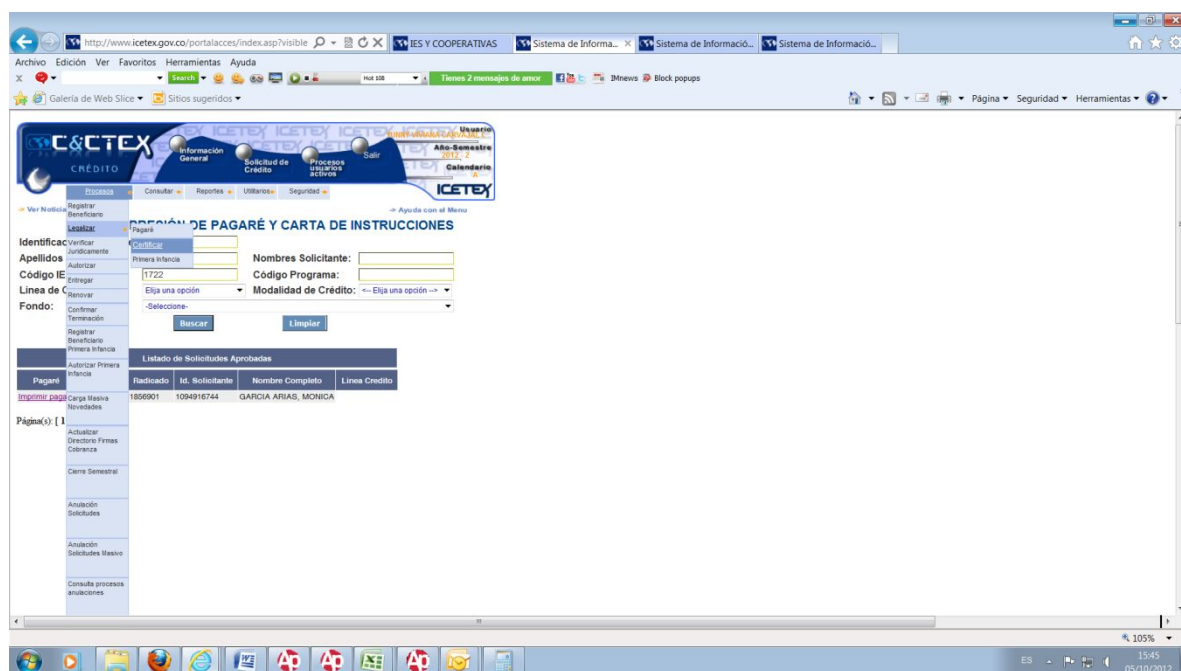 http://www.icetex.gov.co/portalacces/index.asp?visible
IES Y COOPERATIVAS
Sistema de Informa...
Sistema de Informació...
Sistema de Informació...
Archivo Edición Ver Favoritos Herramientas Ayuda
Search
Hot 108
Tienes 2 mensajes de amor
IMnews
Block popups
Galería de Web Slice
Sitios sugeridos
Página Seguridad Herramientas
C&CTEX
CRÉDITO
Información General
Solicitud de Crédito
Procesos usuarios activos
Salir
Usuario
Año-Semestre
2012 - 2
Calendario
A
ICETEX
Procesos Consultar Reportes Utilitarios Seguridad
-> Ver Noticia
-> Ayuda con el Menu
Registrar Beneficiario
Legalizar
Verificar Juridicamente
Autorizar
Entregar
Renovar
Confirmar Terminación
Registrar Beneficiario Primera Infancia
Autorizar Primera Infancia
Carga Masiva Novedades
Actualizar Directorio Firmas Cobranza
Cierre Semestral
Anulación Solicitudes
Anulación Solicitudes Masivo
Consulta procesos anulaciones
Pagaré
Certificar
Primera Infancia
PRESIÓN DE PAGARÉ Y CARTA DE INSTRUCCIONES
Identificac
Apellidos
Nombres Solicitante:
Código IE
1722
Código Programa:
Linea de C
Elija una opción
Modalidad de Crédito:
<-- Elija una opción -->
Fondo:
-Seleccione-
Buscar
Limpiar
Listado de Solicitudes Aprobadas
Pagaré Radicado Id. Solicitante Nombre Completo Linea Credito
Imprimir paga 1856901 1094916744 GARCIA ARIAS, MONICA
Página(s): [ 1
105%
ES
15:45
05/10/2012